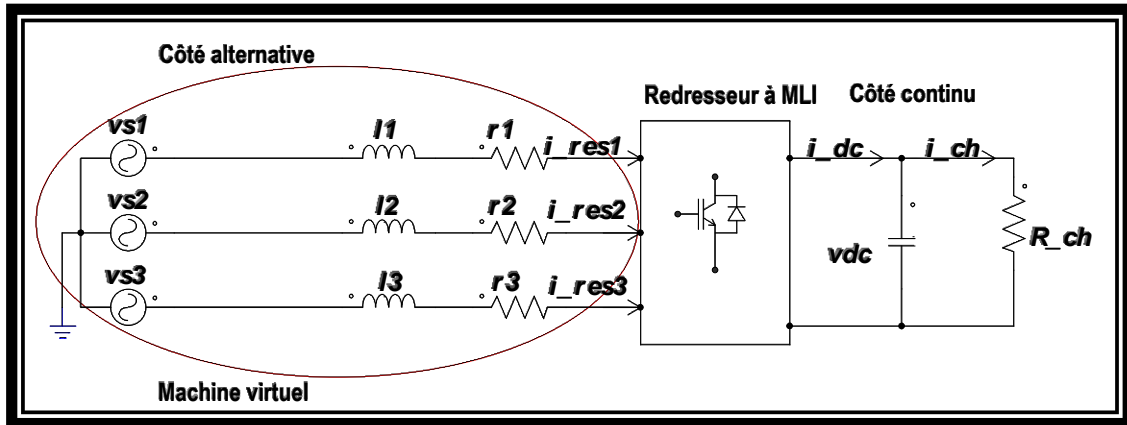 Côté alternative
Redresseur à MLI
Côté continu
vs1
l1
r1
i_res1
i_dc
i_ch
vs2
l2
r2
i_res2
vdc
R_ch
vs3
l3
r3
i_res3
Machine virtuel